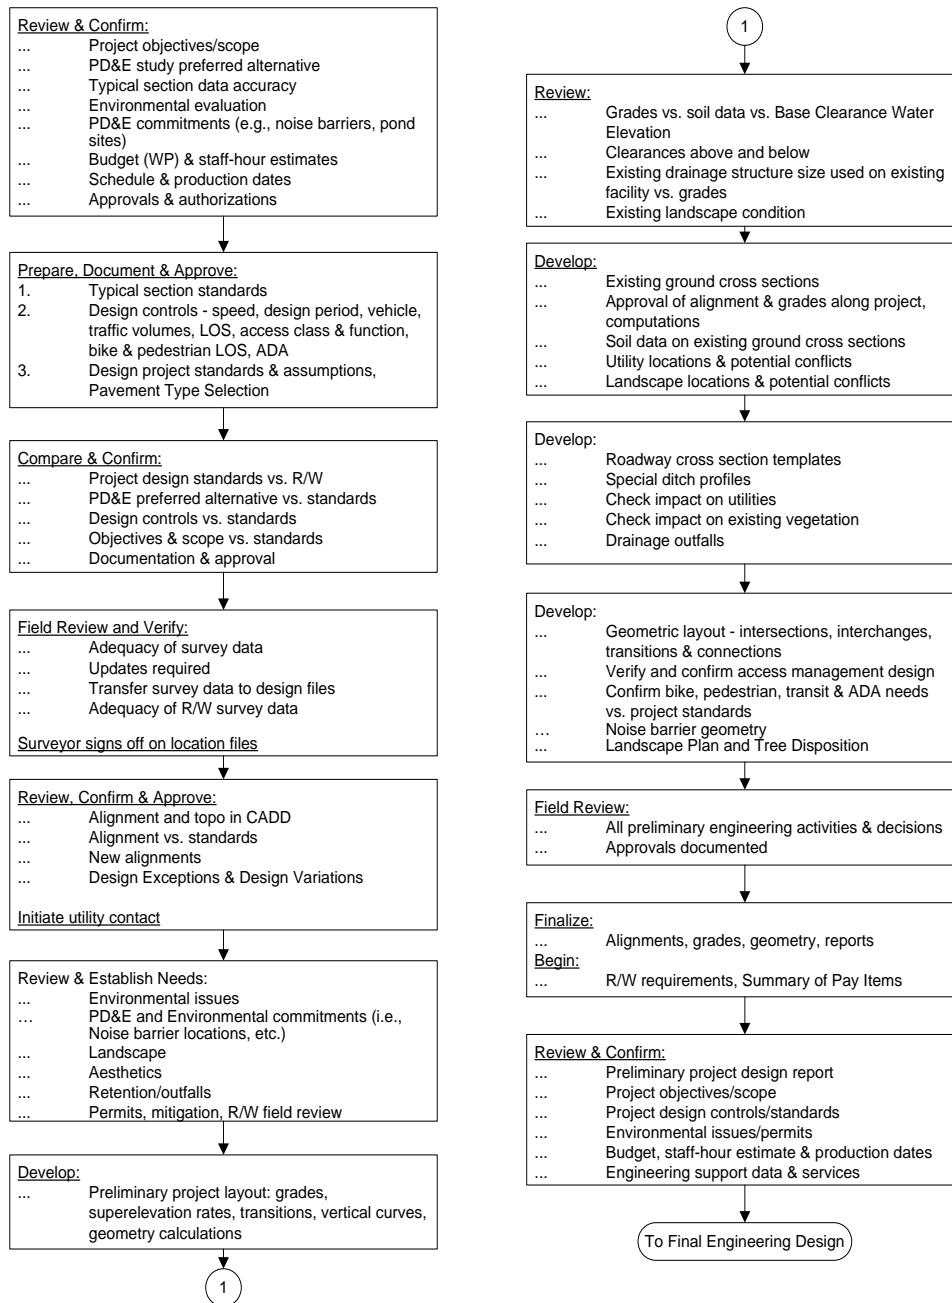 Review & Confirm:
... Project objectives/scope
... PD&E study preferred alternative
... Typical section data accuracy
... Environmental evaluation
... PD&E commitments (e.g., noise barriers, pond
sites)
... Budget (WP) & staff-hour estimates
... Schedule & production dates
... Approvals & authorizations
Prepare, Document & Approve:
1. Typical section standards
2. Design controls - speed, design period, vehicle,
traffic volumes, LOS, access class & function,
bike & pedestrian LOS, ADA
3. Design project standards & assumptions,
Pavement Type Selection
Compare & Confirm:
... Project design standards vs. R/W
... PD&E preferred alternative vs. standards
... Design controls vs. standards
... Objectives & scope vs. standards
... Documentation & approval
Field Review and Verify:
... Adequacy of survey data
... Updates required
... Transfer survey data to design files
... Adequacy of R/W survey data
Surveyor signs off on location files
Review, Confirm & Approve:
... Alignment and topo in CADD
... Alignment vs. standards
... New alignments
... Design Exceptions & Design Variations
Initiate utility contact
Review & Establish Needs:
... Environmental issues
... PD&E and Environmental commitments (i.e.,
Noise barrier locations, etc.)
... Landscape
... Aesthetics
... Retention/outfalls
... Permits, mitigation, R/W field review
Develop:
... Preliminary project layout: grades,
superelevation rates, transitions, vertical curves,
geometry calculations
1
1
Review:
... Grades vs. soil data vs. Base Clearance Water
Elevation
... Clearances above and below
... Existing drainage structure size used on existing
facility vs. grades
... Existing landscape condition
Develop:
... Existing ground cross sections
... Approval of alignment & grades along project,
computations
... Soil data on existing ground cross sections
... Utility locations & potential conflicts
... Landscape locations & potential conflicts
Develop:
... Roadway cross section templates
... Special ditch profiles
... Check impact on utilities
... Check impact on existing vegetation
... Drainage outfalls
Develop:
... Geometric layout - intersections, interchanges,
transitions & connections
... Verify and confirm access management design
... Confirm bike, pedestrian, transit & ADA needs
vs. project standards
... Noise barrier geometry
... Landscape Plan and Tree Disposition
Field Review:
... All preliminary engineering activities & decisions
... Approvals documented
Finalize:
... Alignments, grades, geometry, reports
Begin:
... R/W requirements, Summary of Pay Items
Review & Confirm:
... Preliminary project design report
... Project objectives/scope
... Project design controls/standards
... Environmental issues/permits
... Budget, staff-hour estimate & production dates
... Engineering support data & services
To Final Engineering Design